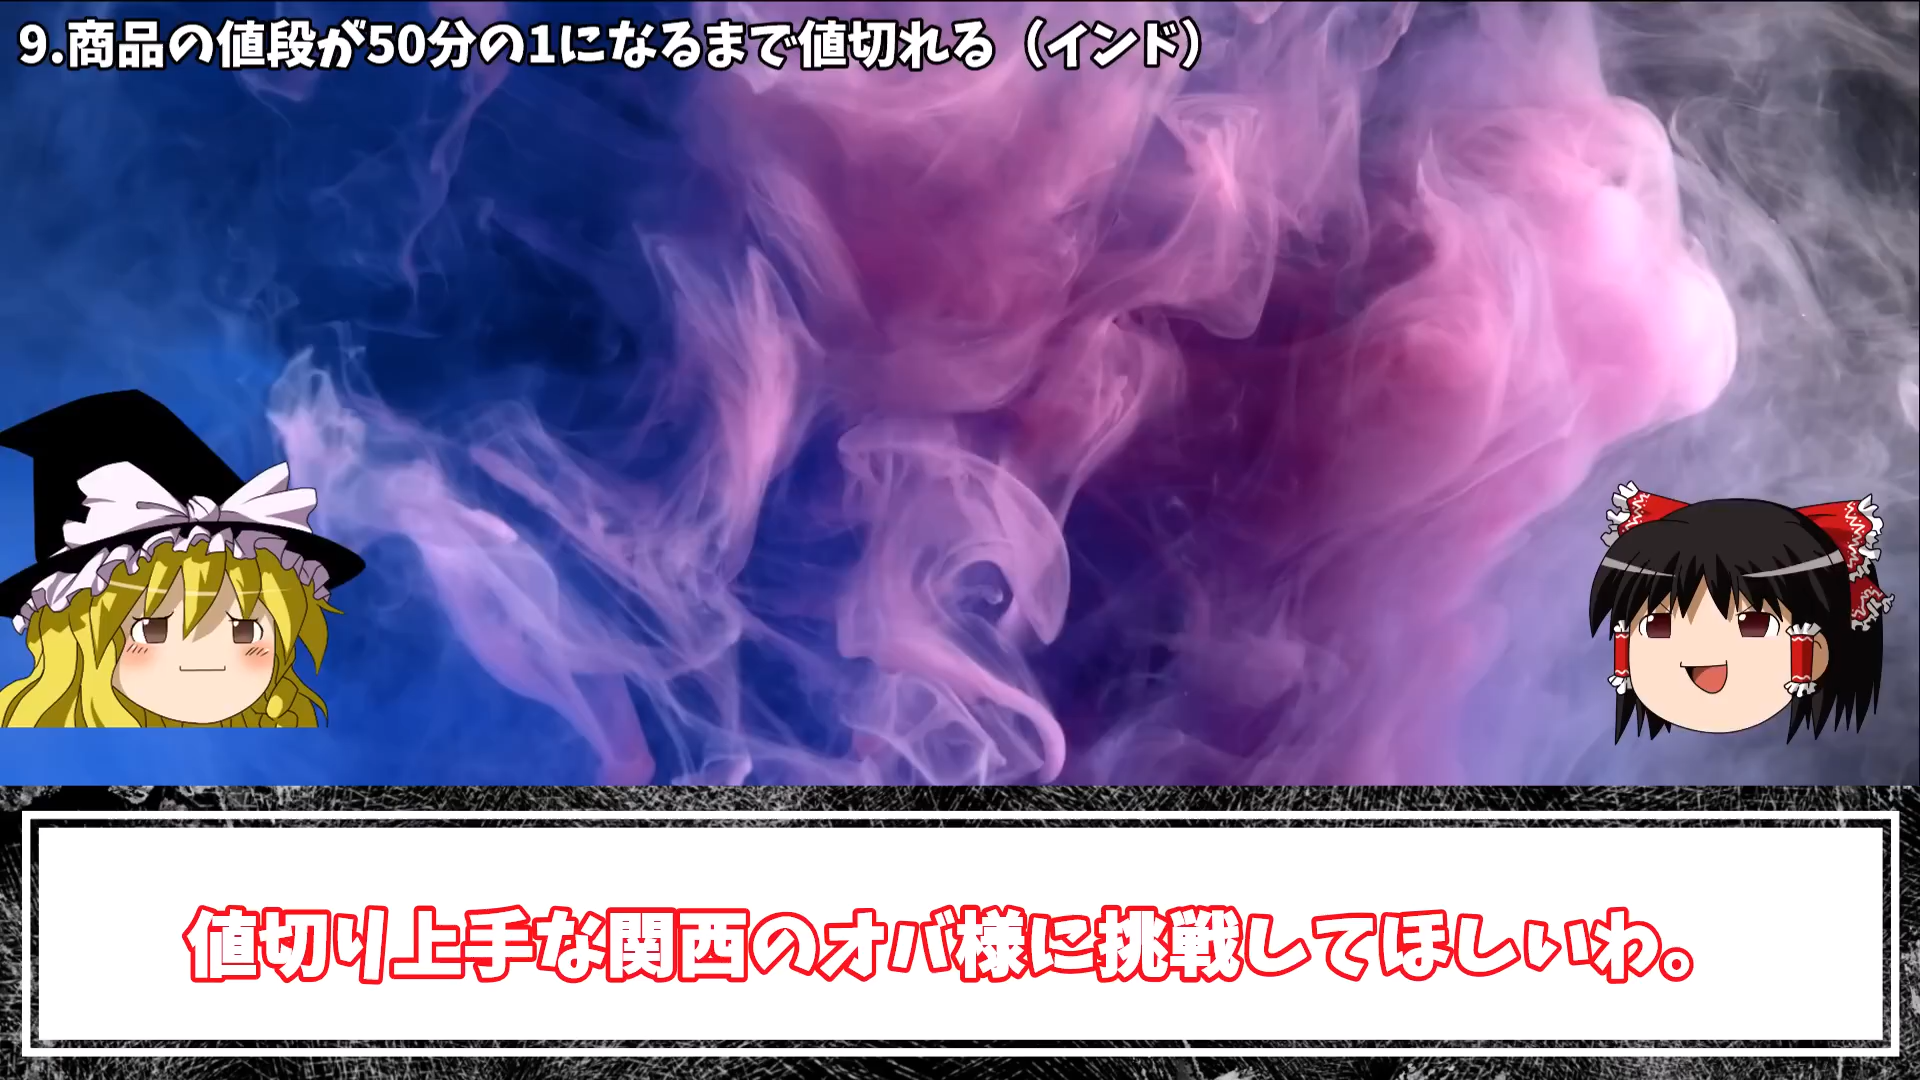 9.商品の値段が50分の1になるまで値切れる（インド）
値切り上手な関西のオバ様に挑戦してほしいわ。